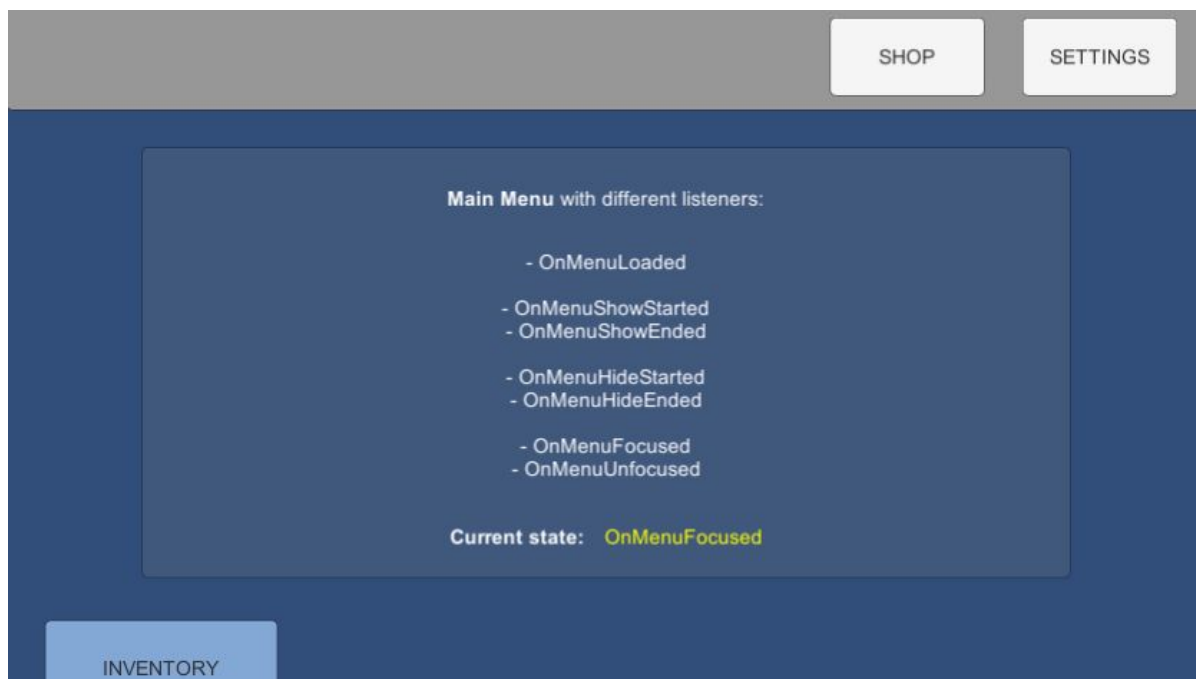 SHOP
SETTINGS
Main Menu with different listeners:
- OnMenuLoaded
- OnMenuShowStarted
- OnMenuShowEnded
- OnMenuHideStarted
- OnMenuHideEnded
- OnMenuFocused
- OnMenuUnfocused
Current state: OnMenuFocused
INVENTORY